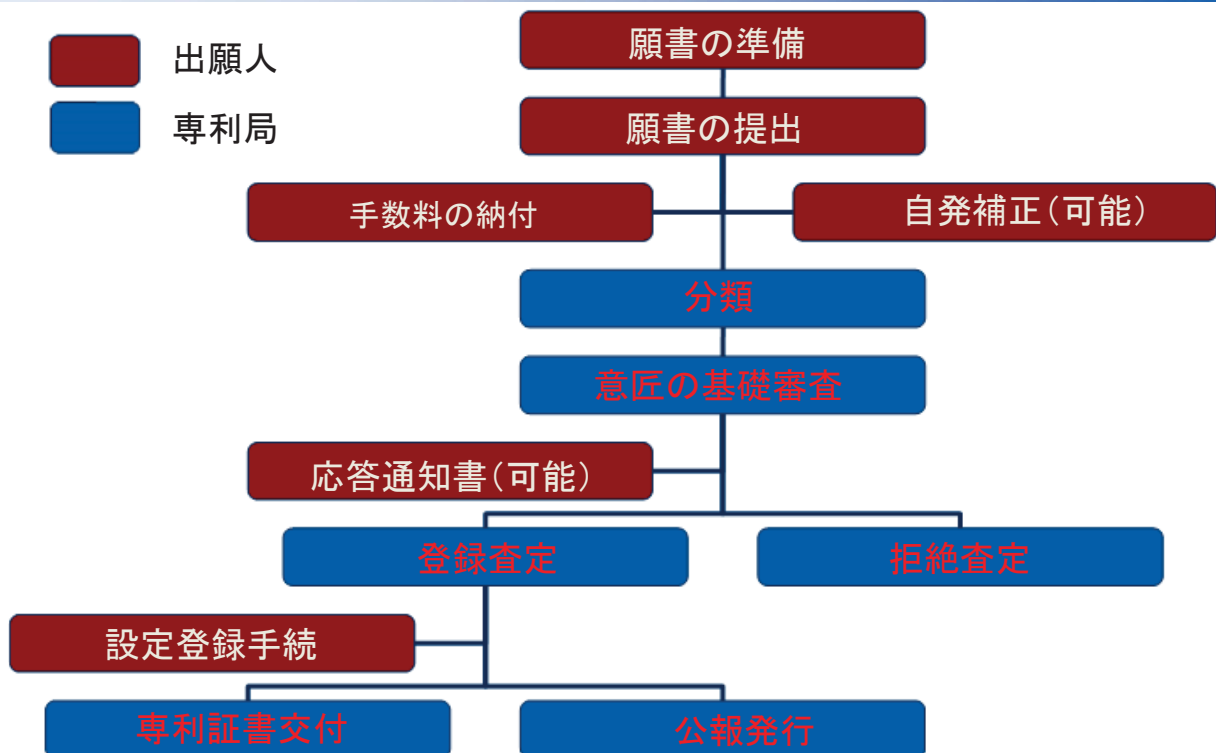 出願人
専利局
願書の準備
願書の提出
手数料の納付
自発補正(可能)
分類
意匠の基礎審査
応答通知書(可能)
登録査定
拒絶査定
設定登録手続
専利証書交付
公報発行